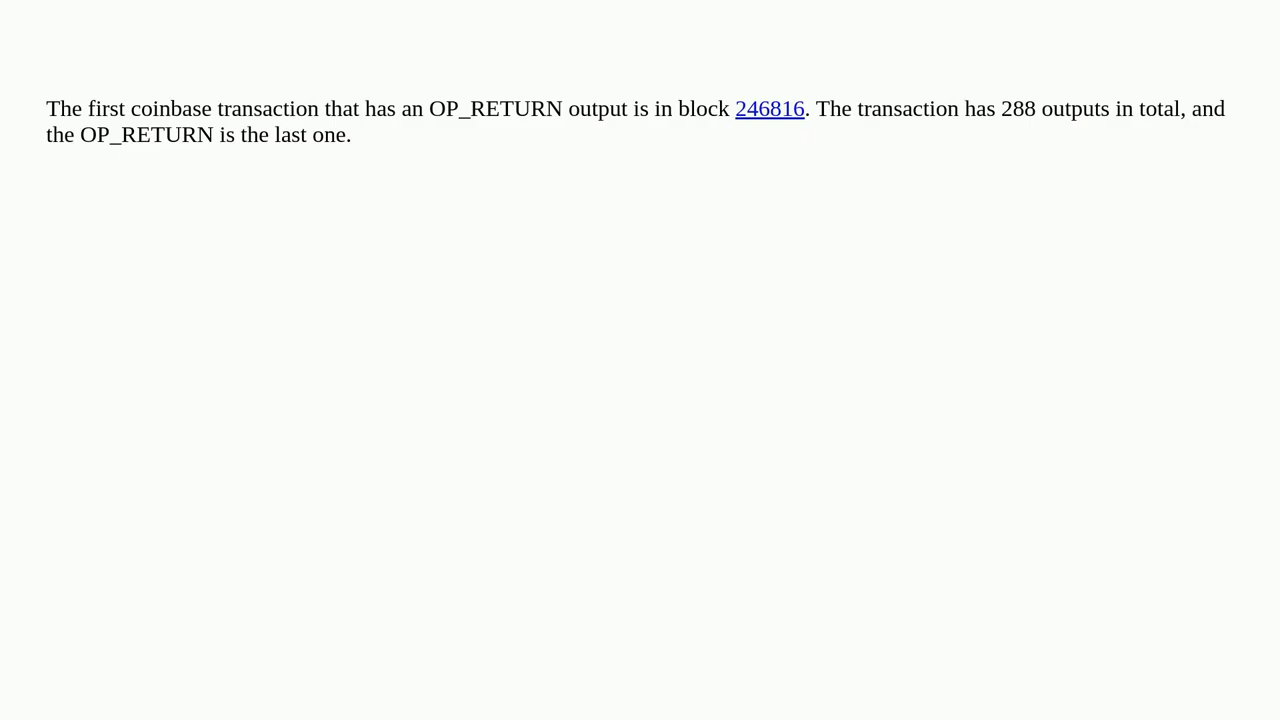 The first coinbase transaction that has an OP_RETURN output is in block 246816. The transaction has 288 outputs in total, and
the OP_RETURN is the last one.